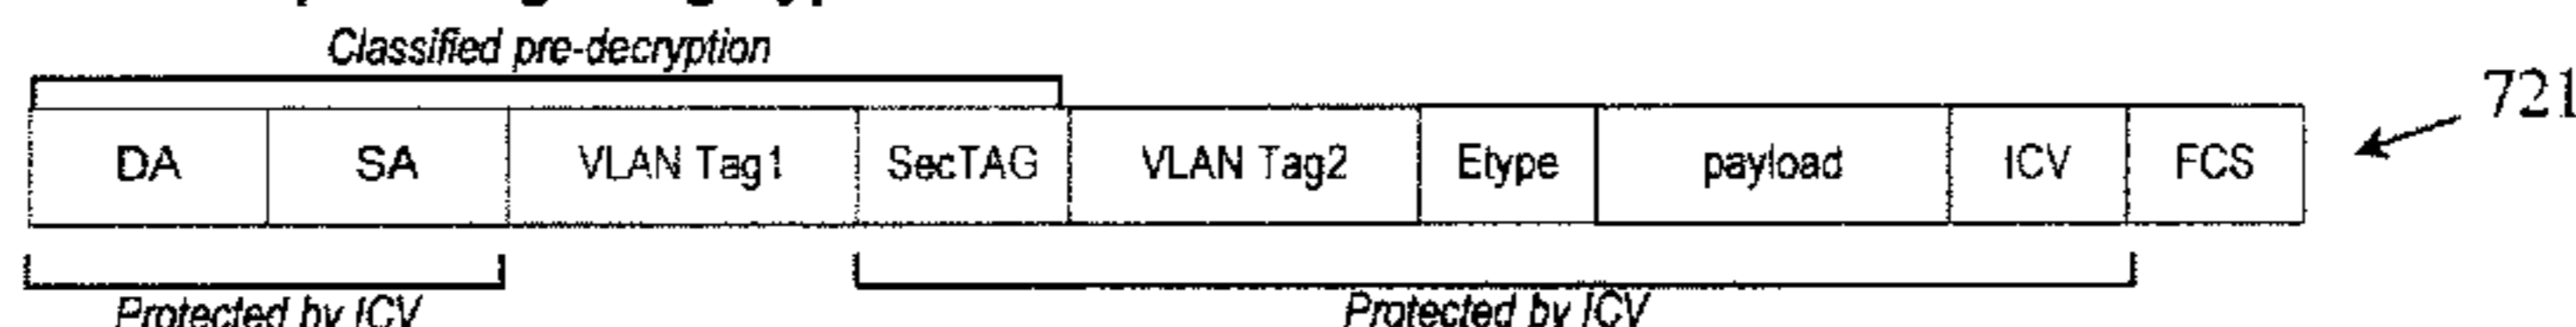 Classified pre-decryption
721
DA SA VLAN Tag1 SecTAG VLAN Tag2 Etype payload ICV FCS
Protected by ICV Protected by ICV